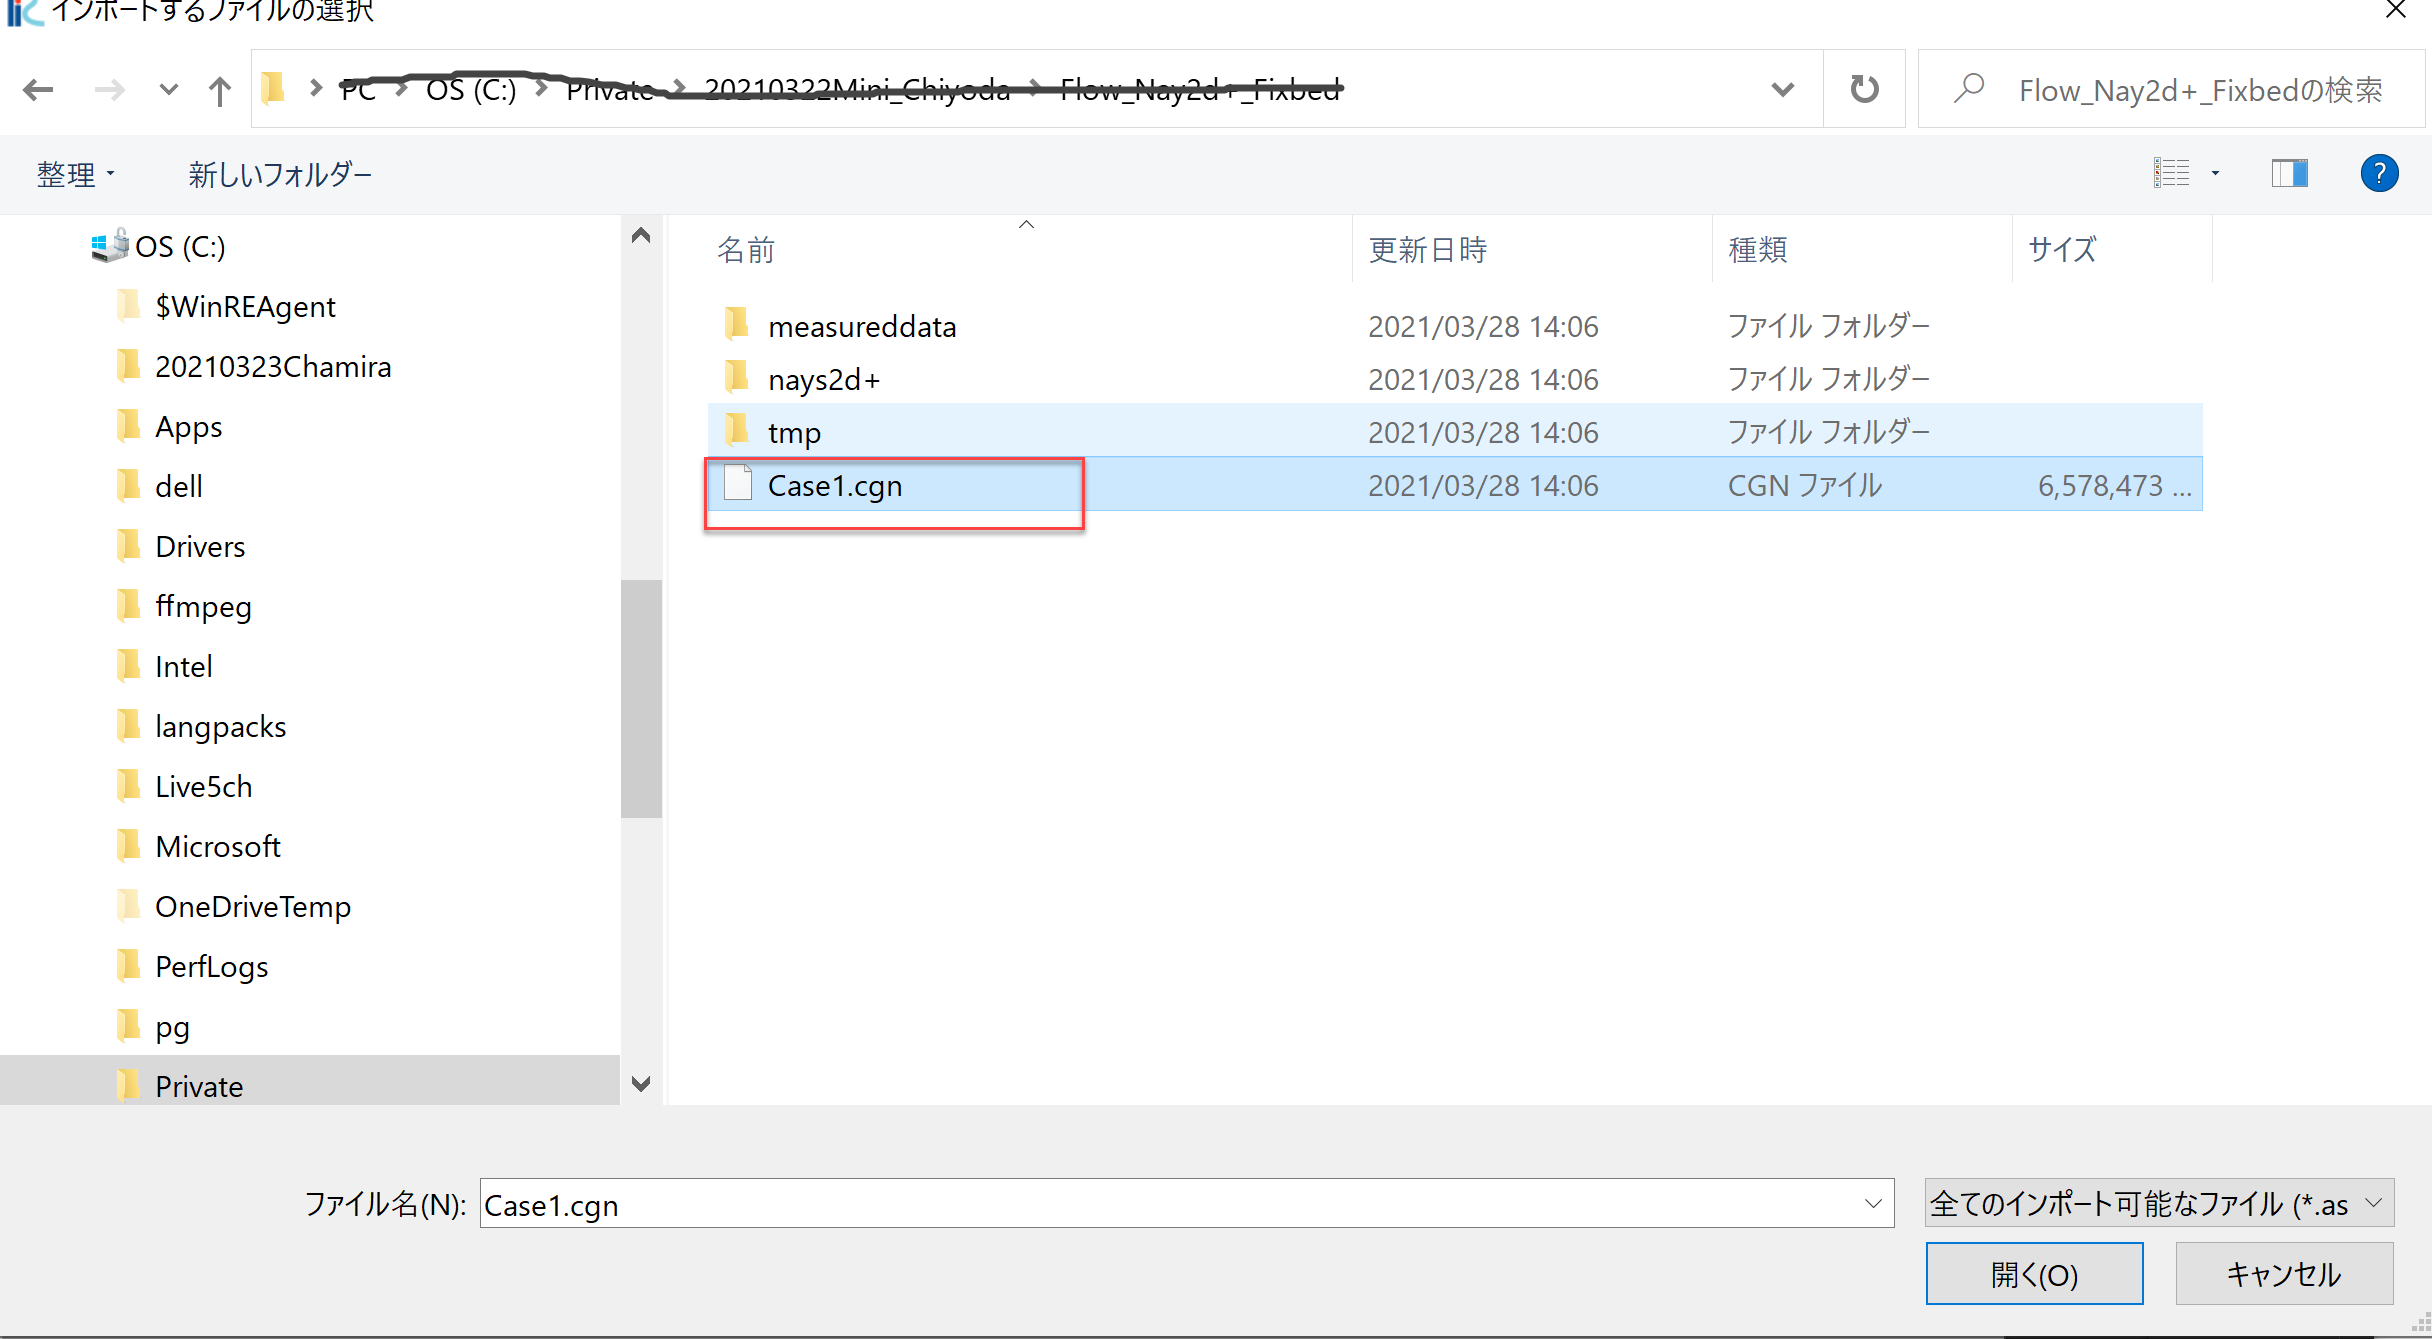 インポートするファイルの選択
PC OS (C:) Private 20210322Mini_Chiyoda Flow_Nay2d+_Fixbed
Flow_Nay2d+_Fixbedの検索
整理 新しいフォルダー
OS (C:)
$WinREAgent
20210323Chamira
Apps
dell
Drivers
ffmpeg
Intel
langpacks
Live5ch
Microsoft
OneDriveTemp
PerfLogs
pg
Private
名前 更新日時 種類 サイズ
measureddata 2021/03/28 14:06 ファイル フォルダー
nays2d+ 2021/03/28 14:06 ファイル フォルダー
tmp 2021/03/28 14:06 ファイル フォルダー
Case1.cgn 2021/03/28 14:06 CGN ファイル 6,578,473 ...
ファイル名(N): Case1.cgn
全てのインポート可能なファイル (*.as
開く(O) キャンセル